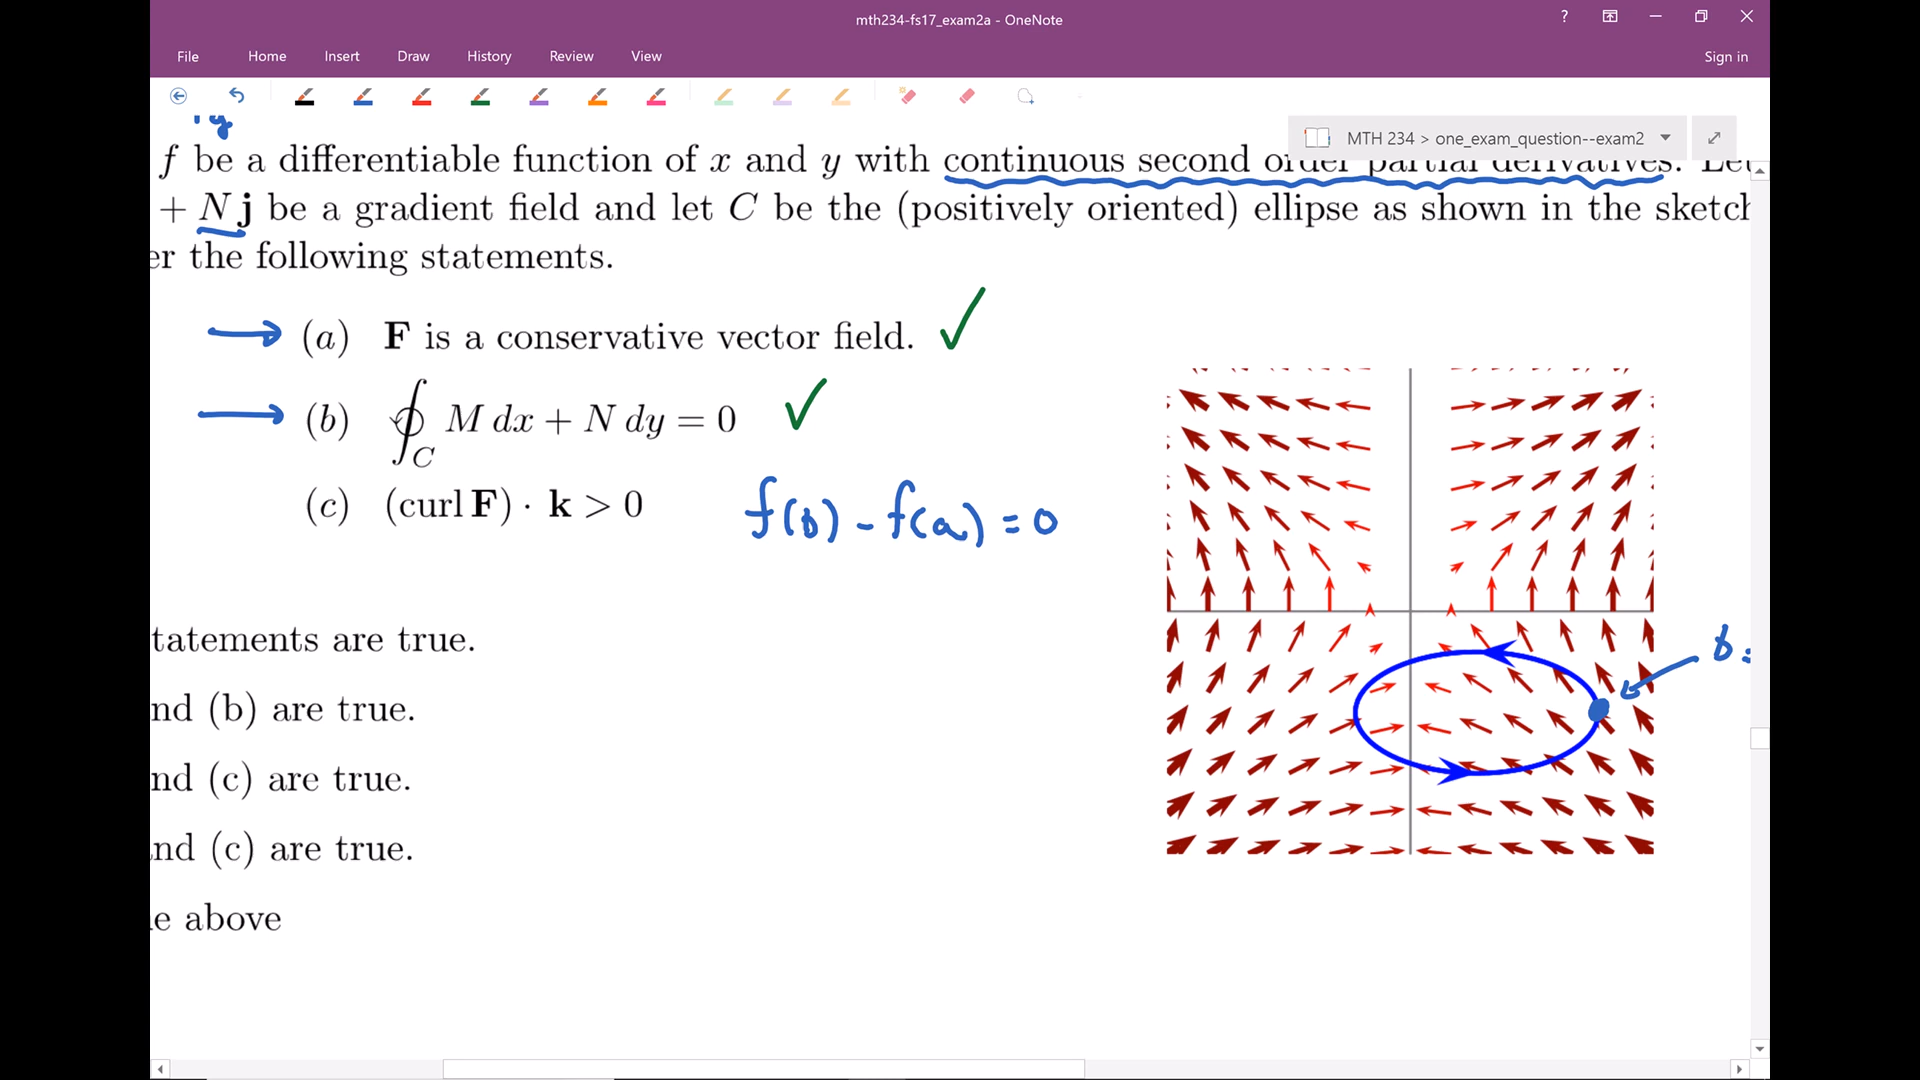 mth234-fs17_exam2a - OneNote
?
File Home Insert Draw History Review View Sign in
MTH 234 > one_exam_question--exam2
f be a differentiable function of x and y with continuous second order partial derivatives. Let
+ N j be a gradient field and let C be the (positively oriented) ellipse as shown in the sketch
er the following statements.
(a) F is a conservative vector field. ✓
(b) ∮_C M dx + N dy = 0 ✓
(c) (curl F) · k > 0
f(b) - f(a) = 0
b =
tatements are true.
nd (b) are true.
nd (c) are true.
nd (c) are true.
e above